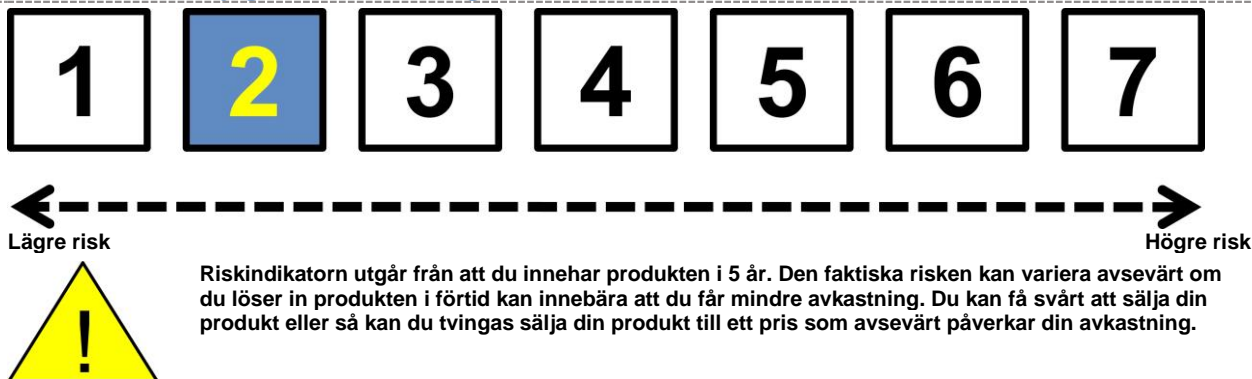 1 2 3 4 5 6 7
Lägre risk Högre risk
Riskindikatorn utgår från att du innehar produkten i 5 år. Den faktiska risken kan variera avsevärt om
du löser in produkten i förtid kan innebära att du får mindre avkastning. Du kan få svårt att sälja din
produkt eller så kan du tvingas sälja din produkt till ett pris som avsevärt påverkar din avkastning.
!